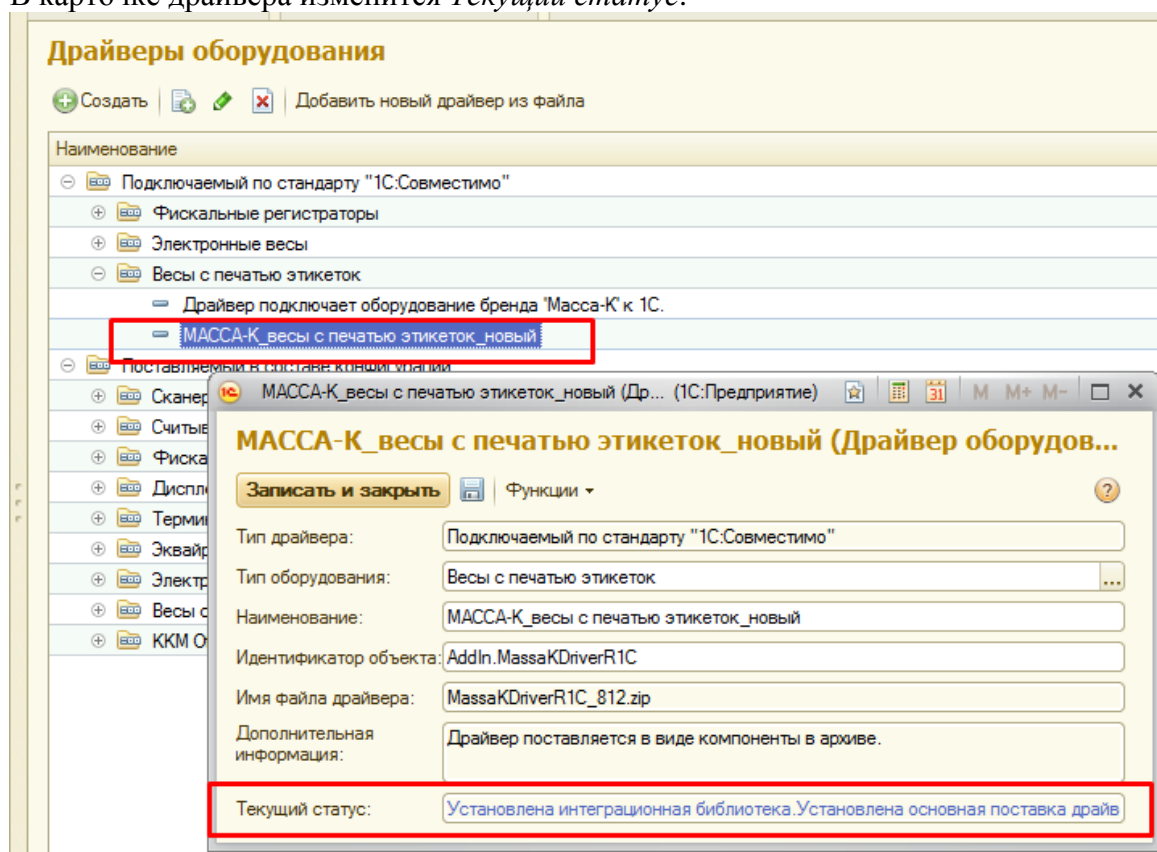 В карточке драйвера изменится Текущий статус.
Драйверы оборудования
Создать Добавить новый драйвер из файла
Наименование
Подключаемый по стандарту "1С:Совместимо"
Фискальные регистраторы
Электронные весы
Весы с печатью этикеток
Драйвер подключает оборудование бренда 'Масса-К' к 1С.
МАССА-К_весы с печатью этикеток_новый
Поставляемый в составе конфигурации
Сканер
Считыв
Фиска
Диспле
Терми
Эквайр
Электр
Весы с
ККМ О
МАССА-К_весы с печатью этикеток_новый (Др... (1С:Предприятие) 31 M M+ M-
МАССА-К_весы с печатью этикеток_новый (Драйвер оборудов...
Записать и закрыть Функции ?
Тип драйвера: Подключаемый по стандарту "1С:Совместимо"
Тип оборудования: Весы с печатью этикеток ...
Наименование: МАССА-К_весы с печатью этикеток_новый
Идентификатор объекта: AddIn.MassaKDriverR1C
Имя файла драйвера: MassaKDriverR1C_812.zip
Дополнительная информация: Драйвер поставляется в виде компоненты в архиве.
Текущий статус: Установлена интеграционная библиотека.Установлена основная поставка драйв